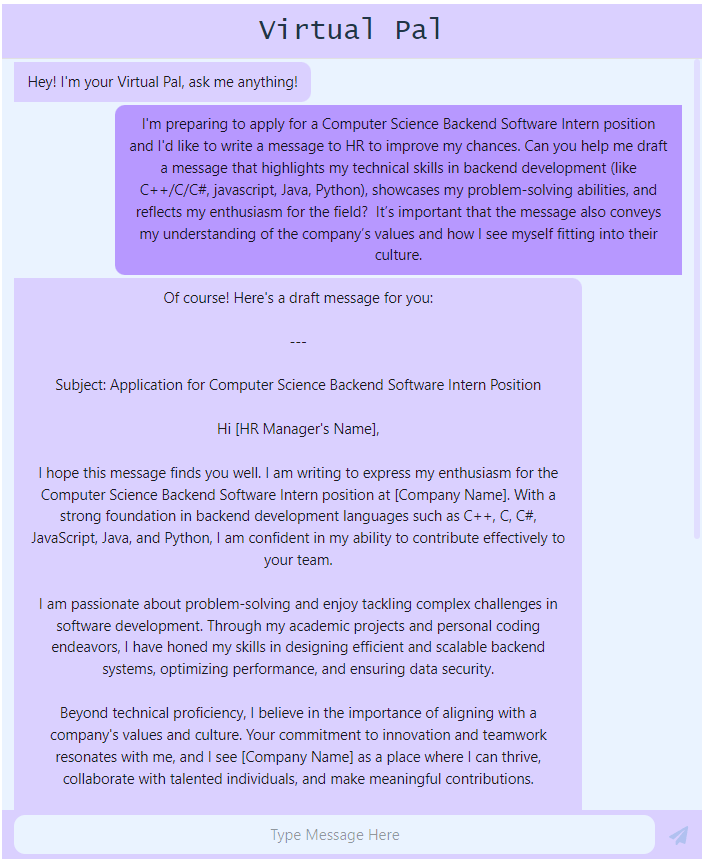 Virtual Pal
Hey! I'm your Virtual Pal, ask me anything!
I'm preparing to apply for a Computer Science Backend Software Intern position
and I'd like to write a message to HR to improve my chances. Can you help me draft
a message that highlights my technical skills in backend development (like
C++/C/C#, javascript, Java, Python), showcases my problem-solving abilities, and
reflects my enthusiasm for the field?  It's important that the message also conveys
my understanding of the company's values and how I see myself fitting into their
culture.
Of course! Here's a draft message for you:
---
Subject: Application for Computer Science Backend Software Intern Position
Hi [HR Manager's Name],
I hope this message finds you well. I am writing to express my enthusiasm for the
Computer Science Backend Software Intern position at [Company Name]. With a
strong foundation in backend development languages such as C++, C, C#,
JavaScript, Java, and Python, I am confident in my ability to contribute effectively to
your team.
I am passionate about problem-solving and enjoy tackling complex challenges in
software development. Through my academic projects and personal coding
endeavors, I have honed my skills in designing efficient and scalable backend
systems, optimizing performance, and ensuring data security.
Beyond technical proficiency, I believe in the importance of aligning with a
company's values and culture. Your commitment to innovation and teamwork
resonates with me, and I see [Company Name] as a place where I can thrive,
collaborate with talented individuals, and make meaningful contributions.
Type Message Here